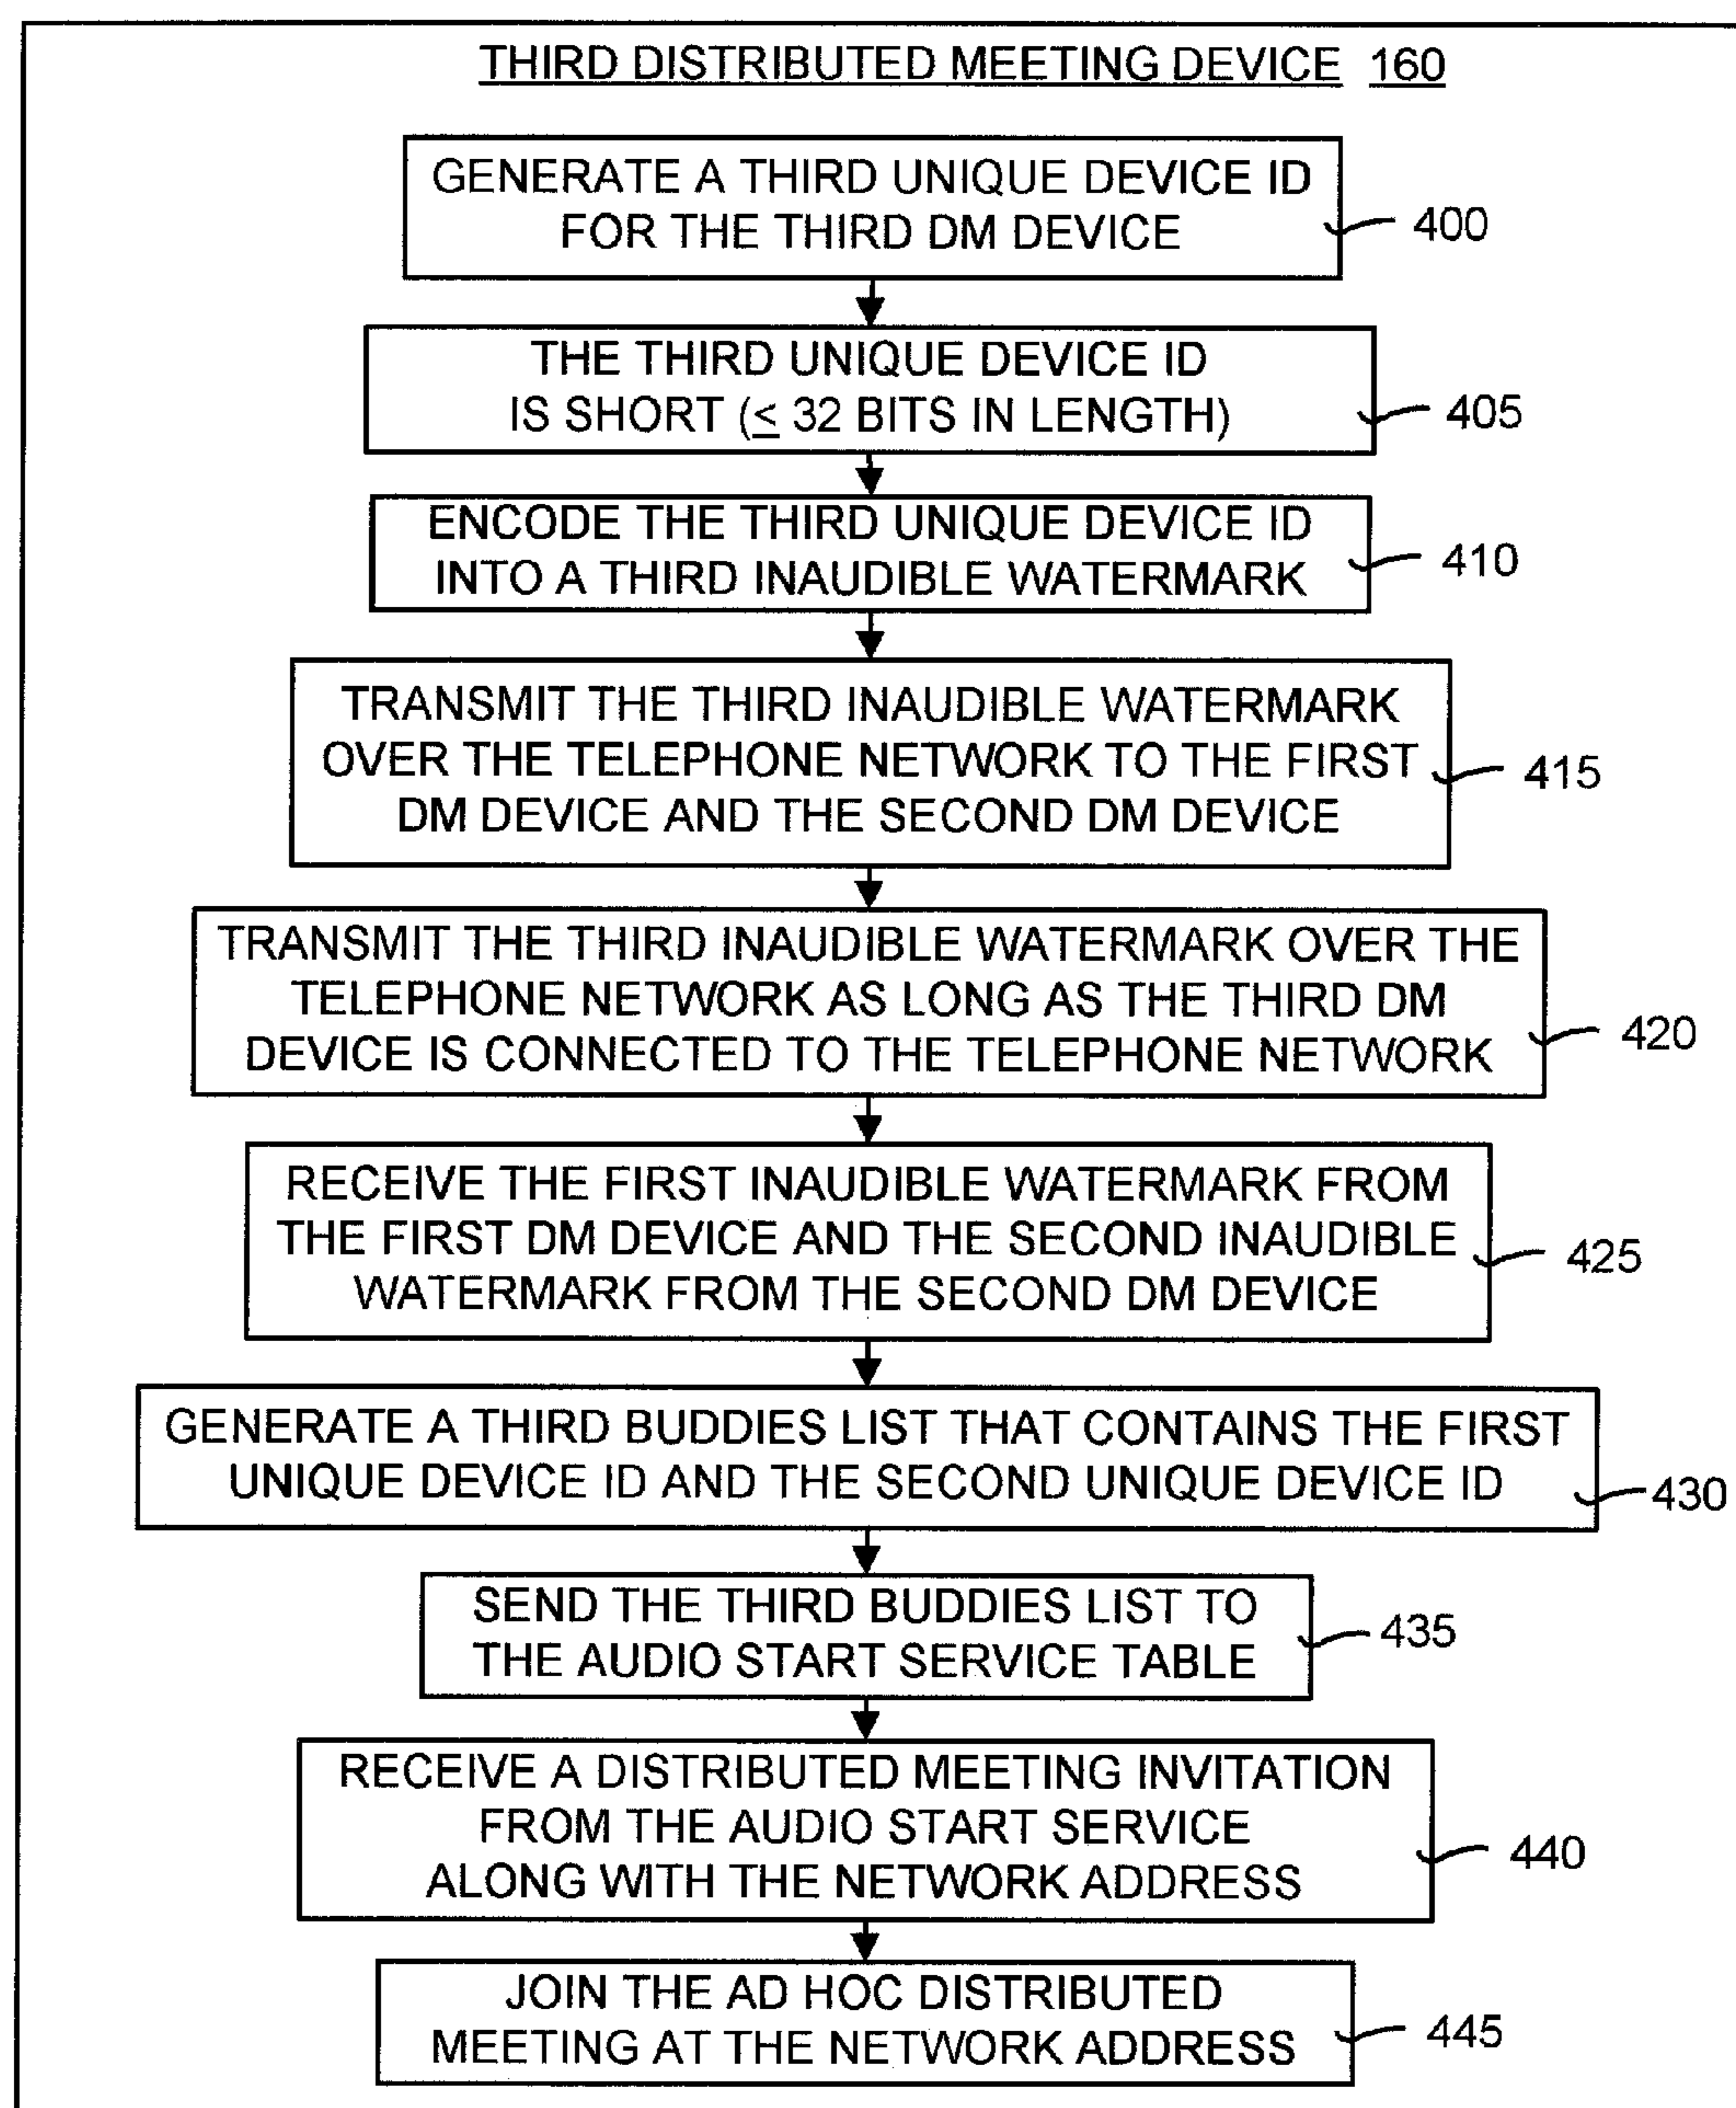 THIRD DISTRIBUTED MEETING DEVICE 160
GENERATE A THIRD UNIQUE DEVICE ID
FOR THE THIRD DM DEVICE
400
THE THIRD UNIQUE DEVICE ID
IS SHORT (≤ 32 BITS IN LENGTH)
405
ENCODE THE THIRD UNIQUE DEVICE ID
INTO A THIRD INAUDIBLE WATERMARK
410
TRANSMIT THE THIRD INAUDIBLE WATERMARK
OVER THE TELEPHONE NETWORK TO THE FIRST
DM DEVICE AND THE SECOND DM DEVICE
415
TRANSMIT THE THIRD INAUDIBLE WATERMARK OVER THE
TELEPHONE NETWORK AS LONG AS THE THIRD DM
DEVICE IS CONNECTED TO THE TELEPHONE NETWORK
420
RECEIVE THE FIRST INAUDIBLE WATERMARK FROM
THE FIRST DM DEVICE AND THE SECOND INAUDIBLE
WATERMARK FROM THE SECOND DM DEVICE
425
GENERATE A THIRD BUDDIES LIST THAT CONTAINS THE FIRST
UNIQUE DEVICE ID AND THE SECOND UNIQUE DEVICE ID
430
SEND THE THIRD BUDDIES LIST TO
THE AUDIO START SERVICE TABLE
435
RECEIVE A DISTRIBUTED MEETING INVITATION
FROM THE AUDIO START SERVICE
ALONG WITH THE NETWORK ADDRESS
440
JOIN THE AD HOC DISTRIBUTED
MEETING AT THE NETWORK ADDRESS
445